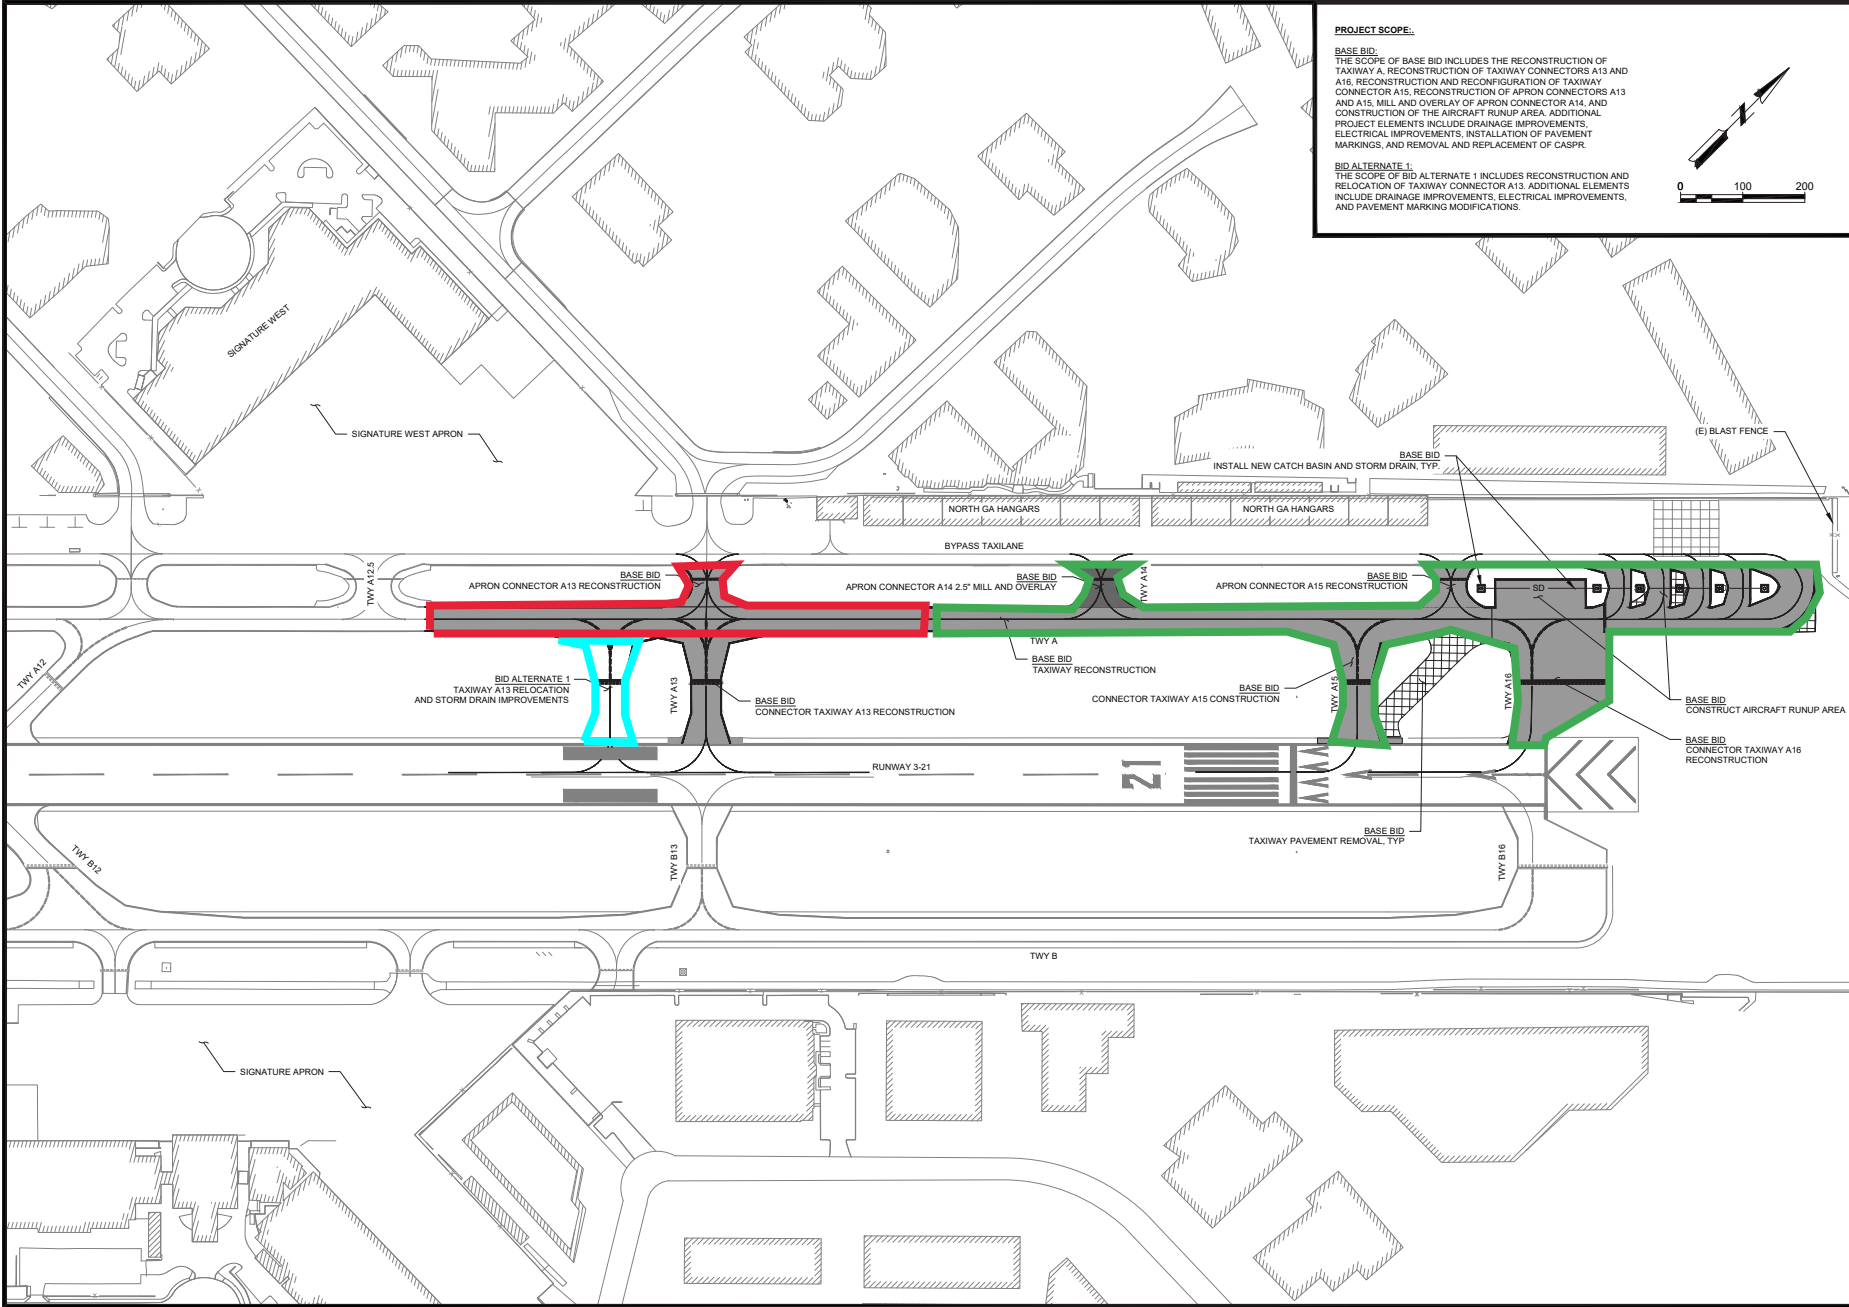 PROJECT SCOPE:.
BASE BID:
THE SCOPE OF BASE BID INCLUDES THE RECONSTRUCTION OF
TAXIWAY A, RECONSTRUCTION OF TAXIWAY CONNECTORS A13 AND
A16, RECONSTRUCTION AND RECONFIGURATION OF TAXIWAY
CONNECTOR A15, RECONSTRUCTION OF APRON CONNECTORS A13
AND A15, MILL AND OVERLAY OF APRON CONNECTOR A14, AND
CONSTRUCTION OF THE AIRCRAFT RUNUP AREA. ADDITIONAL
PROJECT ELEMENTS INCLUDE DRAINAGE IMPROVEMENTS,
ELECTRICAL IMPROVEMENTS, INSTALLATION OF PAVEMENT
MARKINGS, AND REMOVAL AND REPLACEMENT OF CASPR.
BID ALTERNATE 1:
THE SCOPE OF BID ALTERNATE 1 INCLUDES RECONSTRUCTION AND
RELOCATION OF TAXIWAY CONNECTOR A13. ADDITIONAL ELEMENTS
INCLUDE DRAINAGE IMPROVEMENTS, ELECTRICAL IMPROVEMENTS,
AND PAVEMENT MARKING MODIFICATIONS.
N
0 100 200
SIGNATURE WEST
SIGNATURE WEST APRON
(E) BLAST FENCE
BASE BID
INSTALL NEW CATCH BASIN AND STORM DRAIN, TYP.
NORTH GA HANGARS
NORTH GA HANGARS
BYPASS TAXILANE
TWY A12.5
BASE BID
APRON CONNECTOR A13 RECONSTRUCTION
BASE BID
APRON CONNECTOR A14 2.5" MILL AND OVERLAY
TWY A14
BASE BID
APRON CONNECTOR A15 RECONSTRUCTION
SD
TWY A
BASE BID
TAXIWAY RECONSTRUCTION
TWY A12
BID ALTERNATE 1
TAXIWAY A13 RELOCATION
AND STORM DRAIN IMPROVEMENTS
TWY A13
BASE BID
CONNECTOR TAXIWAY A13 RECONSTRUCTION
BASE BID
CONNECTOR TAXIWAY A15 CONSTRUCTION
TWY A15
TWY A16
BASE BID
CONSTRUCT AIRCRAFT RUNUP AREA
BASE BID
CONNECTOR TAXIWAY A16
RECONSTRUCTION
RUNWAY 3-21
21
BASE BID
TAXIWAY PAVEMENT REMOVAL, TYP
TWY B12
TWY B13
TWY B16
TWY B
SIGNATURE APRON